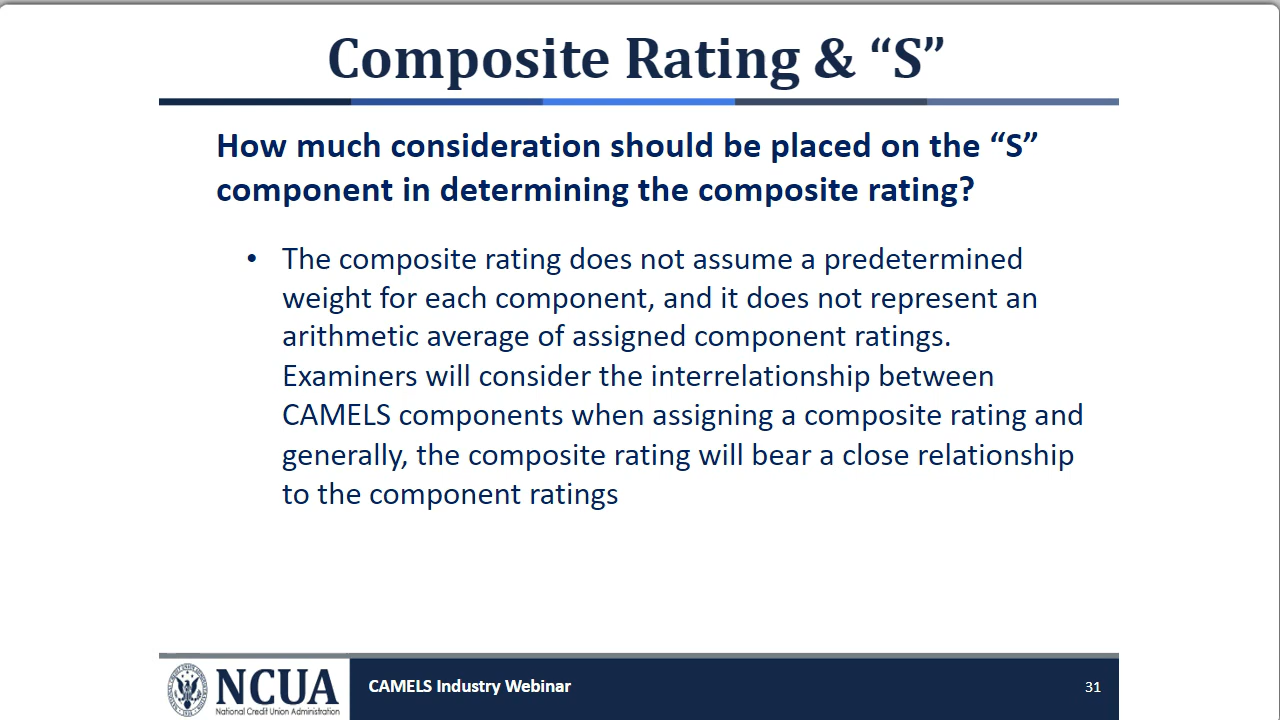 Composite Rating & “S”
How much consideration should be placed on the “S”
component in determining the composite rating?
• The composite rating does not assume a predetermined
weight for each component, and it does not represent an
arithmetic average of assigned component ratings.
Examiners will consider the interrelationship between
CAMELS components when assigning a composite rating and
generally, the composite rating will bear a close relationship
to the component ratings
NCUA
National Credit Union Administration
CAMELS Industry Webinar
31